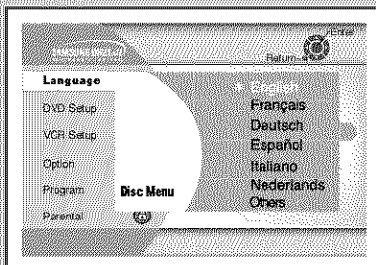 Enter
Return
Language
DVD Setup
VCR Setup
Option
Program
Parental
Disc Menu
English
Français
Deutsch
Español
Italiano
Nederlands
Others